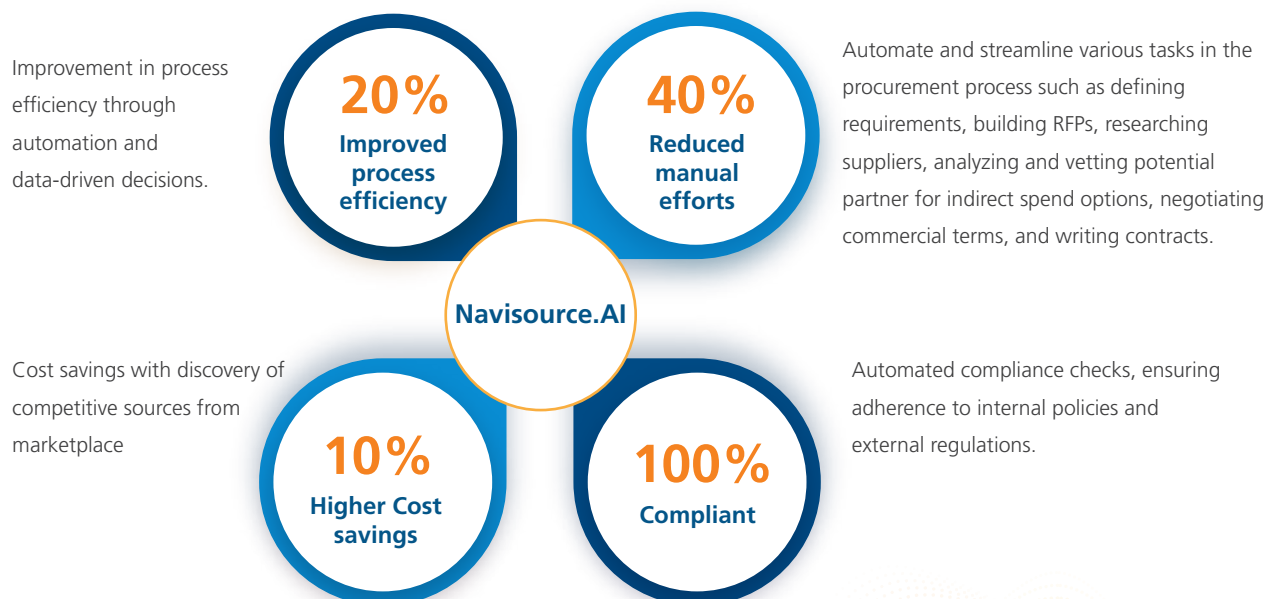 Improvement in process
efficiency through
automation and
data-driven decisions.
20%
Improved
process
efficiency
40%
Reduced
manual
efforts
Automate and streamline various tasks in the
procurement process such as defining
requirements, building RFPs, researching
suppliers, analyzing and vetting potential
partner for indirect spend options, negotiating
commercial terms, and writing contracts.
Navisource.AI
Cost savings with discovery of
competitive sources from
marketplace
10%
Higher Cost
savings
100%
Compliant
Automated compliance checks, ensuring
adherence to internal policies and
external regulations.